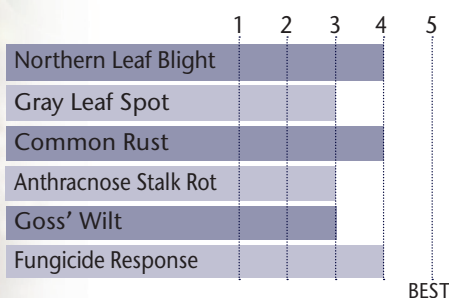 1 2 3 4 5
Northern Leaf Blight
Gray Leaf Spot
Common Rust
Anthracnose Stalk Rot
Goss’ Wilt
Fungicide Response
BEST